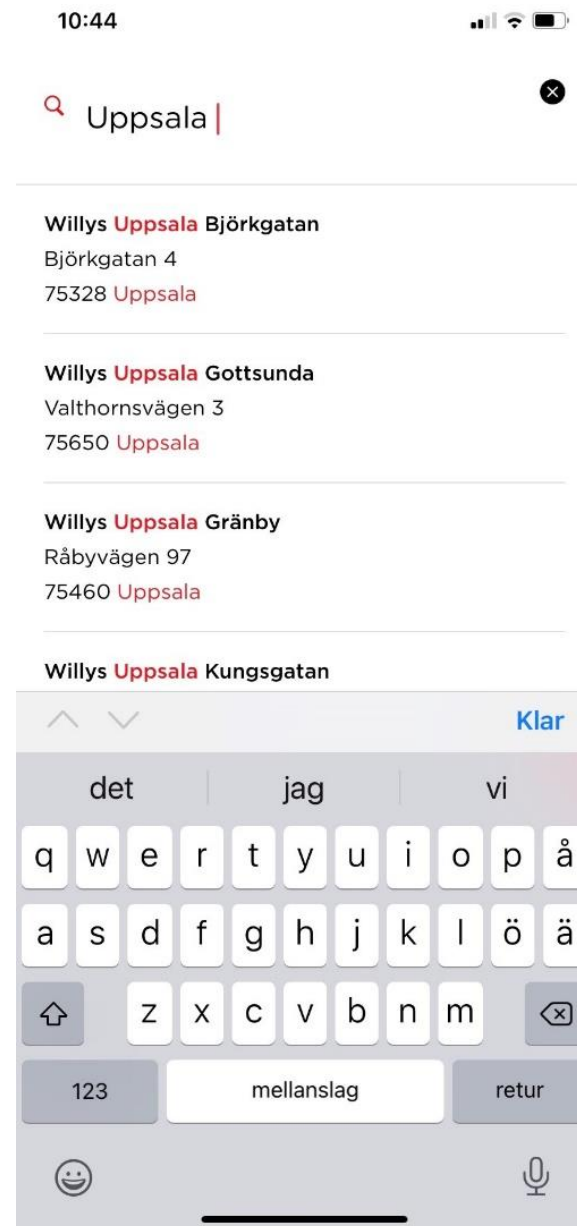 10:44
Uppsala
Willys Uppsala Björkgatan
Björkgatan 4
75328 Uppsala
Willys Uppsala Gottsunda
Valthornsvägen 3
75650 Uppsala
Willys Uppsala Gränby
Råbyvägen 97
75460 Uppsala
Willys Uppsala Kungsgatan
Klar
det jag vi
q w e r t y u i o p å
a s d f g h j k l ö ä
z x c v b n m
123 mellanslag retur